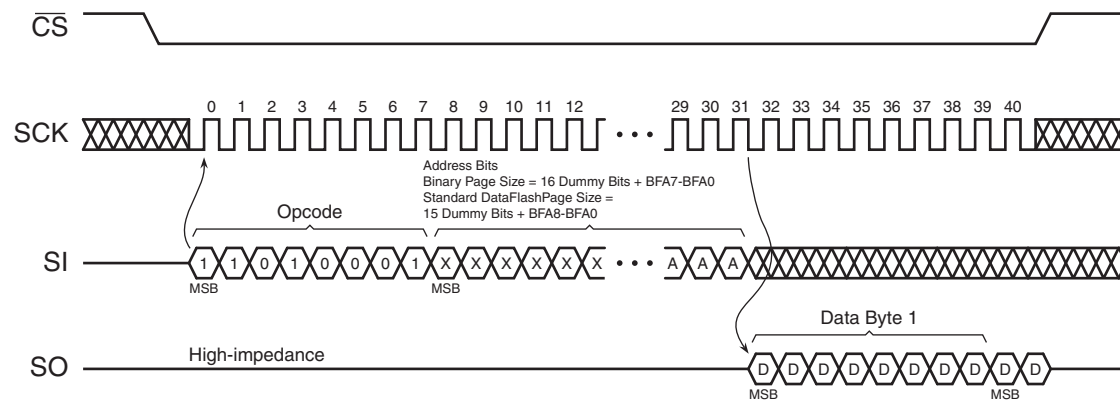 CS
SCK
0 1 2 3 4 5 6 7 8 9 10 11 12 • • • 29 30 31 32 33 34 35 36 37 38 39 40
Address Bits
Binary Page Size = 16 Dummy Bits + BFA7-BFA0
Standard DataFlashPage Size =
15 Dummy Bits + BFA8-BFA0
Opcode
SI
1 1 0 1 0 0 0 1 X X X X X X • • • A A A
MSB MSB
Data Byte 1
SO
High-impedance
D D D D D D D D D D
MSB MSB